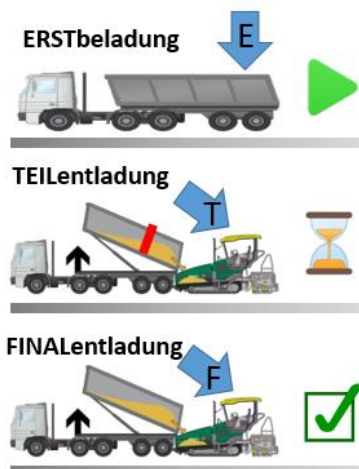 ERSTbeladung
E
TEILentladung
T
FINALentladung
F